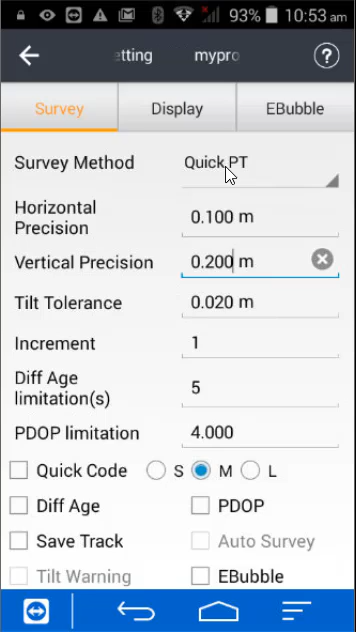 93% 10:53 am
etting mypro ?
Survey Display EBubble
Survey Method Quick PT
Horizontal
Precision 0.100 m
Vertical Precision 0.200 m
Tilt Tolerance 0.020 m
Increment 1
Diff Age
limitation(s) 5
PDOP limitation 4.000
Quick Code S M L
Diff Age PDOP
Save Track Auto Survey
Tilt Warning EBubble